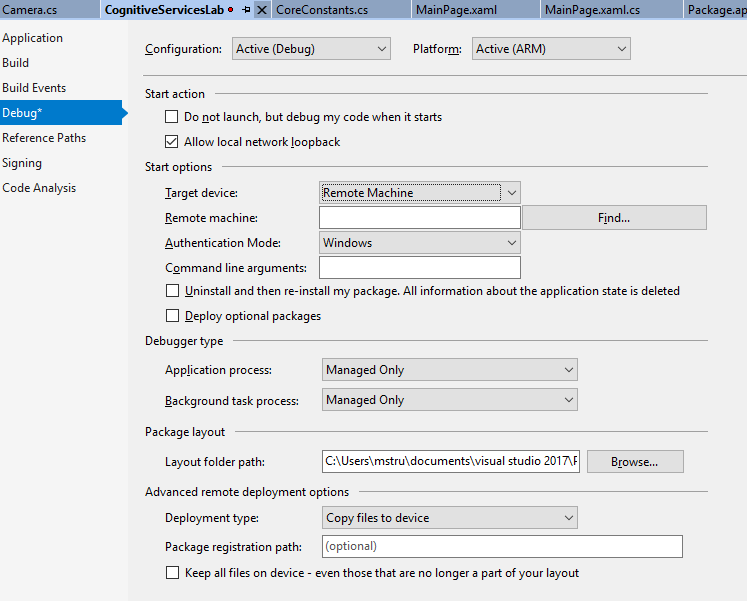 Camera.cs CognitiveServicesLab CoreConstants.cs MainPage.xaml MainPage.xaml.cs Package.ap
Application
Build
Build Events
Debug*
Reference Paths
Signing
Code Analysis
Configuration: Active (Debug) Platform: Active (ARM)
Start action
Do not launch, but debug my code when it starts
Allow local network loopback
Start options
Target device: Remote Machine
Remote machine: Find...
Authentication Mode: Windows
Command line arguments:
Uninstall and then re-install my package. All information about the application state is deleted
Deploy optional packages
Debugger type
Application process: Managed Only
Background task process: Managed Only
Package layout
Layout folder path: C:\Users\mstru\documents\visual studio 2017\P Browse...
Advanced remote deployment options
Deployment type: Copy files to device
Package registration path: (optional)
Keep all files on device - even those that are no longer a part of your layout